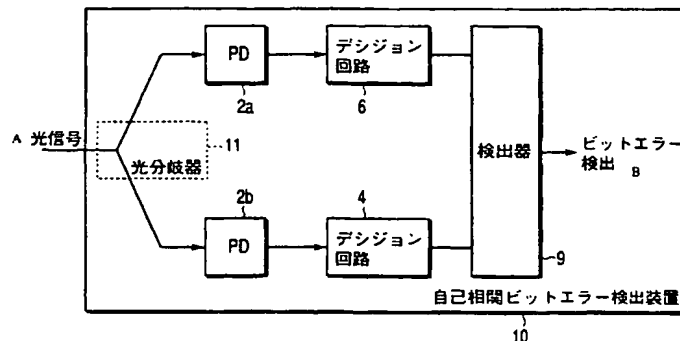 PD
2a
デシジョン
回路
6
A 光信号
11
光分岐器
検出器
ビットエラー
検出 B
2b
PD
4
デシジョン
回路
9
自己相関ビットエラー検出装置
10